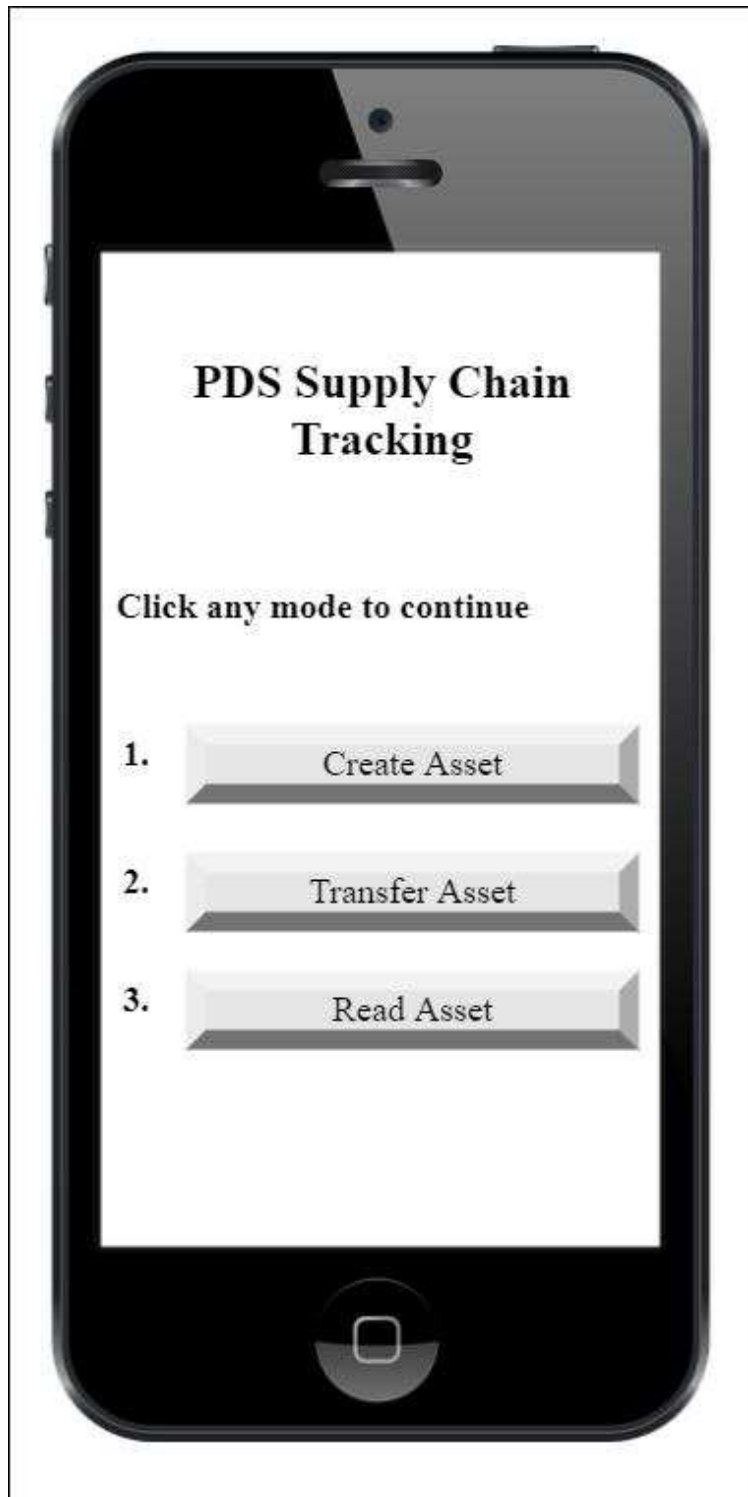 PDS Supply Chain
Tracking
Click any mode to continue
1. Create Asset
2. Transfer Asset
3. Read Asset